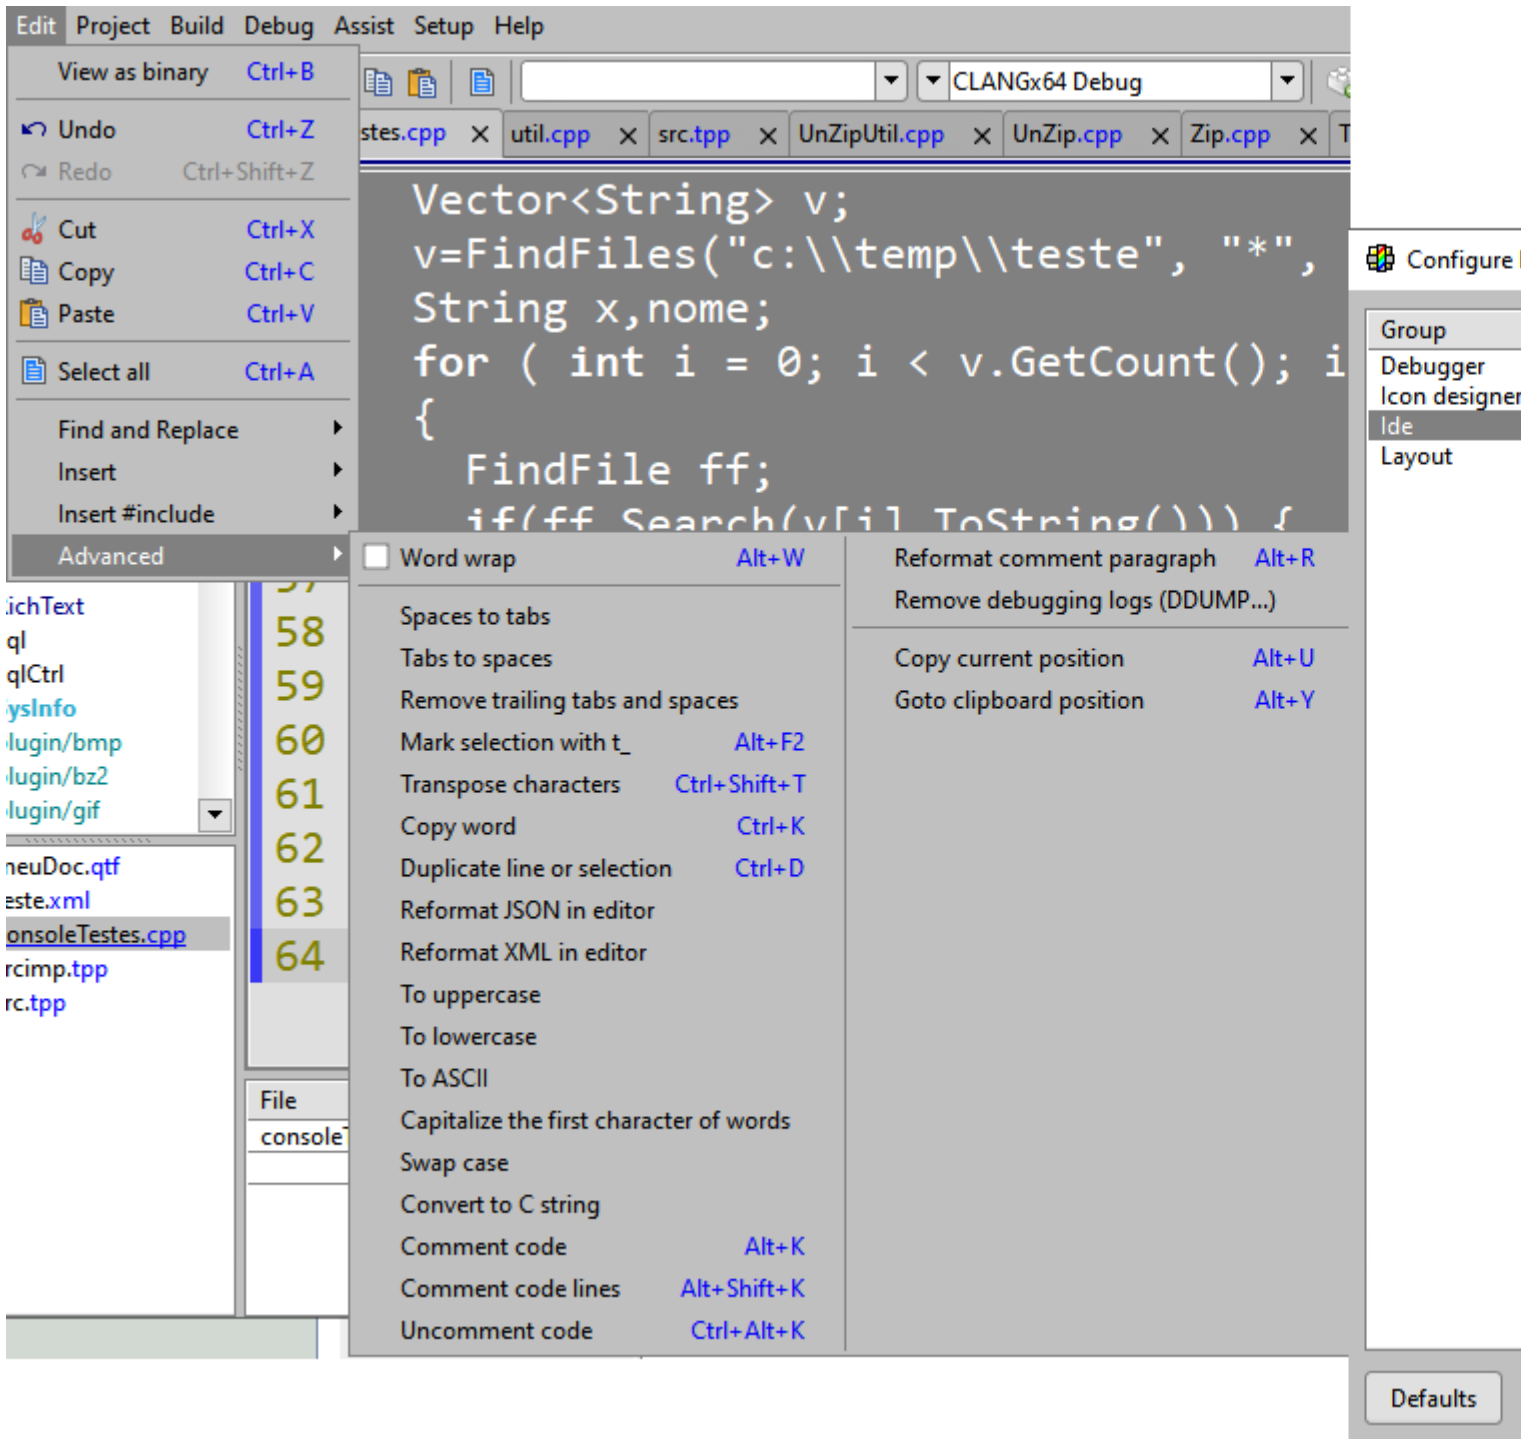 Edit Project Build Debug Assist Setup Help
View as binary Ctrl+B
Undo Ctrl+Z
Redo Ctrl+Shift+Z
Cut Ctrl+X
Copy Ctrl+C
Paste Ctrl+V
Select all Ctrl+A
Find and Replace
Insert
Insert #include
Advanced
CLANGx64 Debug
stes.cpp util.cpp src.tpp UnZipUtil.cpp UnZip.cpp Zip.cpp T
Vector<String> v;
v=FindFiles("c:\\temp\\teste", "*",
String x,nome;
for ( int i = 0; i < v.GetCount(); i
{
FindFile ff;
if(ff.Search(v[i].ToString())) {
Word wrap Alt+W
Spaces to tabs
Tabs to spaces
Remove trailing tabs and spaces
Mark selection with t_ Alt+F2
Transpose characters Ctrl+Shift+T
Copy word Ctrl+K
Duplicate line or selection Ctrl+D
Reformat JSON in editor
Reformat XML in editor
To uppercase
To lowercase
To ASCII
Capitalize the first character of words
Swap case
Convert to C string
Comment code Alt+K
Comment code lines Alt+Shift+K
Uncomment code Ctrl+Alt+K
Reformat comment paragraph Alt+R
Remove debugging logs (DDUMP...)
Copy current position Alt+U
Goto clipboard position Alt+Y
ichText
ql
qlCtrl
ysInfo
lugin/bmp
lugin/bz2
lugin/gif
neuDoc.qtf
este.xml
onsoleTestes.cpp
rcimp.tpp
rc.tpp
57
58
59
60
61
62
63
64
File
consoleT
Configure
Group
Debugger
Icon designer
Ide
Layout
Defaults